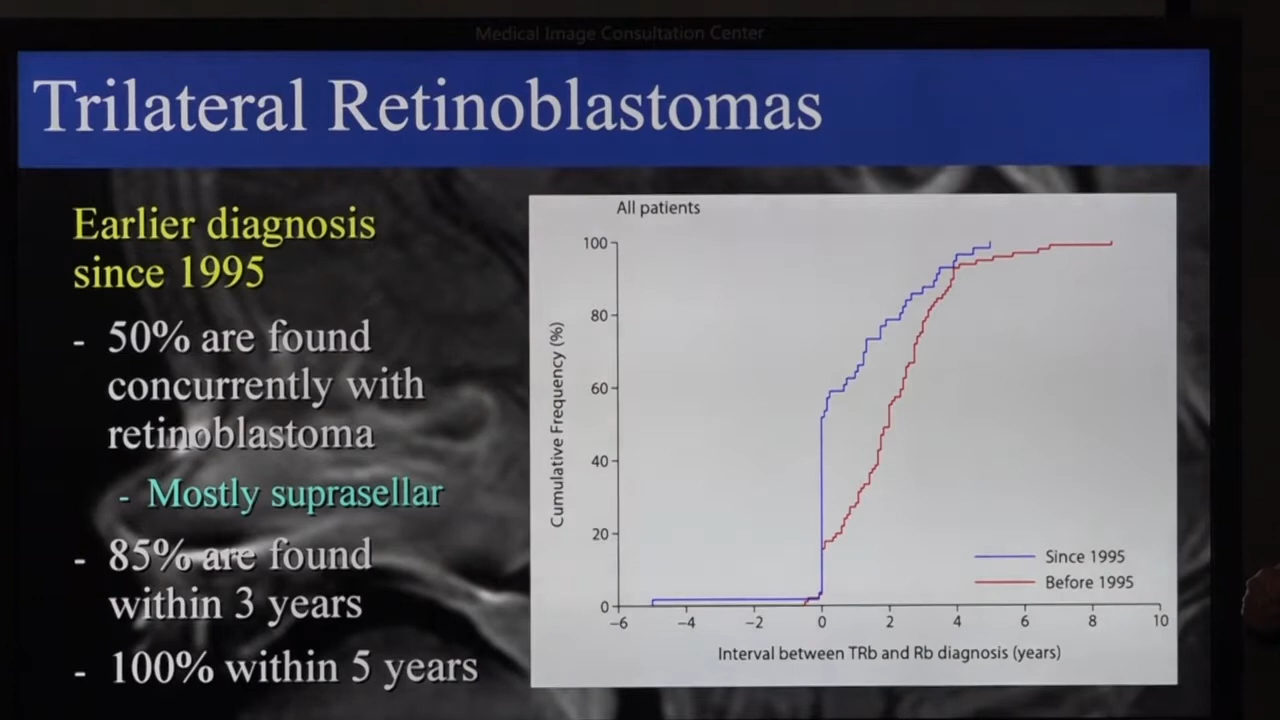 Medical Image Consultation Center
Trilateral Retinoblastomas
Earlier diagnosis
since 1995
- 50% are found
concurrently with
retinoblastoma
- Mostly suprasellar
- 85% are found
within 3 years
- 100% within 5 years
All patients
Cumulative Frequency (%)
100
80
60
40
20
0
Since 1995
Before 1995
−6 −4 −2 0 2 4 6 8 10
Interval between TRb and Rb diagnosis (years)